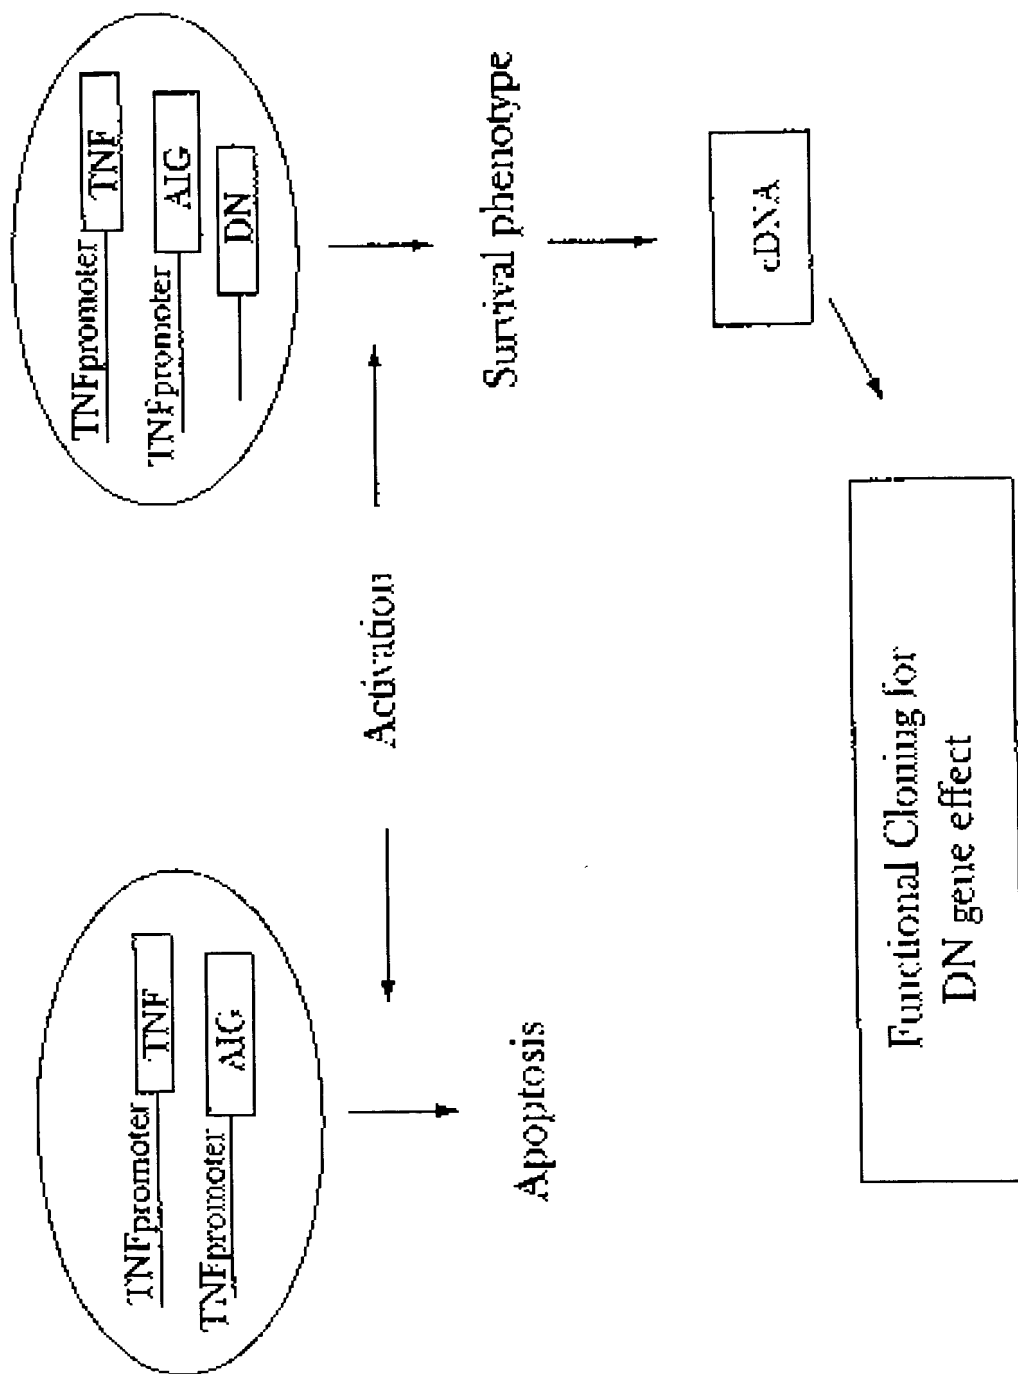 TNFpromoter TNF
TNFpromoter AIG
TNFpromoter TNF
TNFpromoter AIG
DN
Activation
Apoptosis
Survival phenotype
cDNA
Functional Cloning for
DN gene effect